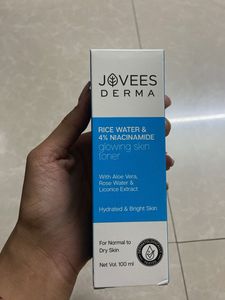 JOVEES
DERMA
RICE WATER &
4% NIACINAMIDE
glowing skin
toner
With Aloe Vera,
Rose Water &
Licorice Extract
Hydrated & Bright Skin
For Normal to
Dry Skin
Net Vol. 100 ml